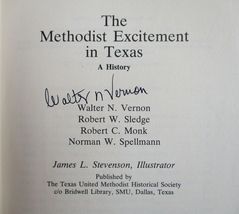 The
Methodist Excitement
in Texas
A History
Walter N Vernon
Walter N. Vernon
Robert W. Sledge
Robert C. Monk
Norman W. Spellmann
James L. Stevenson, Illustrator
Published by
The Texas United Methodist Historical Society
c/o Bridwell Library, SMU, Dallas, Texas